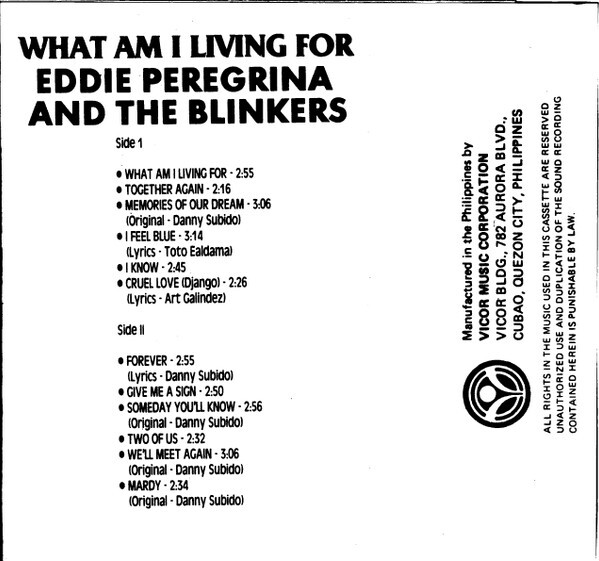 WHAT AM I LIVING FOR
EDDIE PEREGRINA
AND THE BLINKERS
Side 1
• WHAT AM I LIVING FOR - 2:55
• TOGETHER AGAIN - 2:16
• MEMORIES OF OUR DREAM - 3:06
(Original - Danny Subido)
• I FEEL BLUE - 3:14
(Lyrics - Toto Ealdama)
• I KNOW - 2:45
• CRUEL LOVE (Django) - 2:26
(Lyrics - Art Galindez)
Side II
• FOREVER - 2:55
(Lyrics - Danny Subido)
• GIVE ME A SIGN - 2:50
• SOMEDAY YOU'LL KNOW - 2:56
(Original - Danny Subido)
• TWO OF US - 2:32
• WE'LL MEET AGAIN - 3:06
(Original - Danny Subido)
• MARDY - 2:34
(Original - Danny Subido)
Manufactured in the Philippines by
VICOR MUSIC CORPORATION
VICOR BLDG., 782 AURORA BLVD.,
CUBAO, QUEZON CITY, PHILIPPINES
ALL RIGHTS IN THE MUSIC USED IN THIS CASSETTE ARE RESERVED
UNAUTHORIZED USE AND DUPLICATION OF THE SOUND RECORDING
CONTAINED HEREIN IS PUNISHABLE BY LAW.